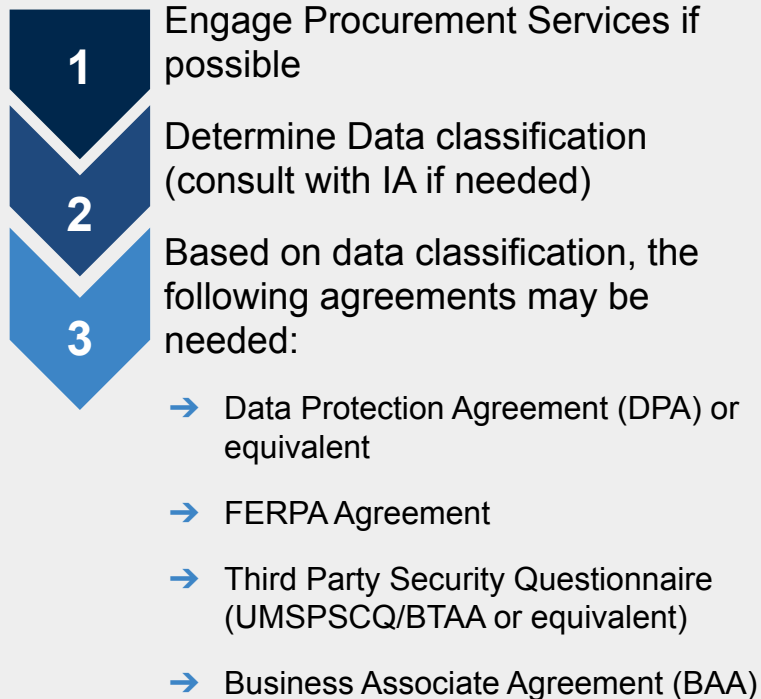 1
Engage Procurement Services if
possible
2
Determine Data classification
(consult with IA if needed)
3
Based on data classification, the
following agreements may be
needed:
➔ Data Protection Agreement (DPA) or
equivalent
➔ FERPA Agreement
➔ Third Party Security Questionnaire
(UMSPSCQ/BTAA or equivalent)
➔ Business Associate Agreement (BAA)